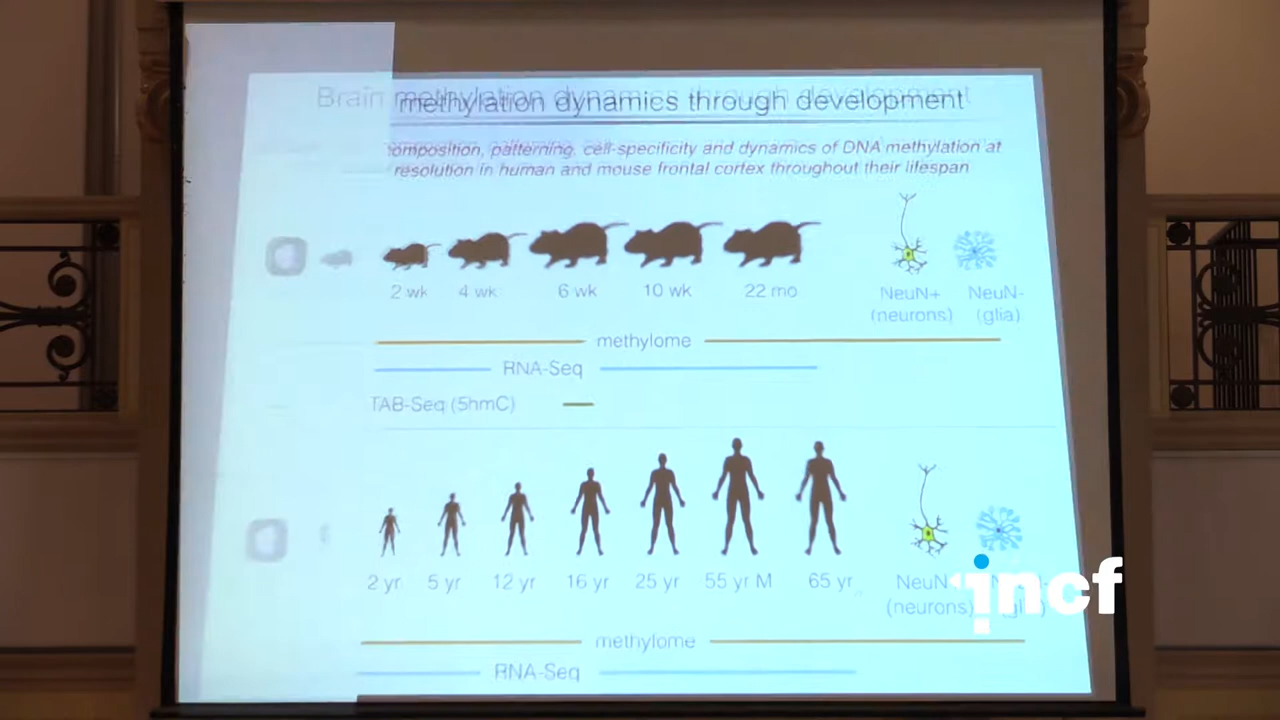 Brain methylation dynamics through development
composition, patterning, cell-specificity and dynamics of DNA methylation at
resolution in human and mouse frontal cortex throughout their lifespan
2 wk 4 wk 6 wk 10 wk 22 mo
NeuN+ NeuN-
(neurons) (glia)
methylome
RNA-Seq
TAB-Seq (5hmC)
2 yr 5 yr 12 yr 16 yr 25 yr 55 yr M 65 yr
NeuN
(neurons)
incf
methylome
RNA-Seq